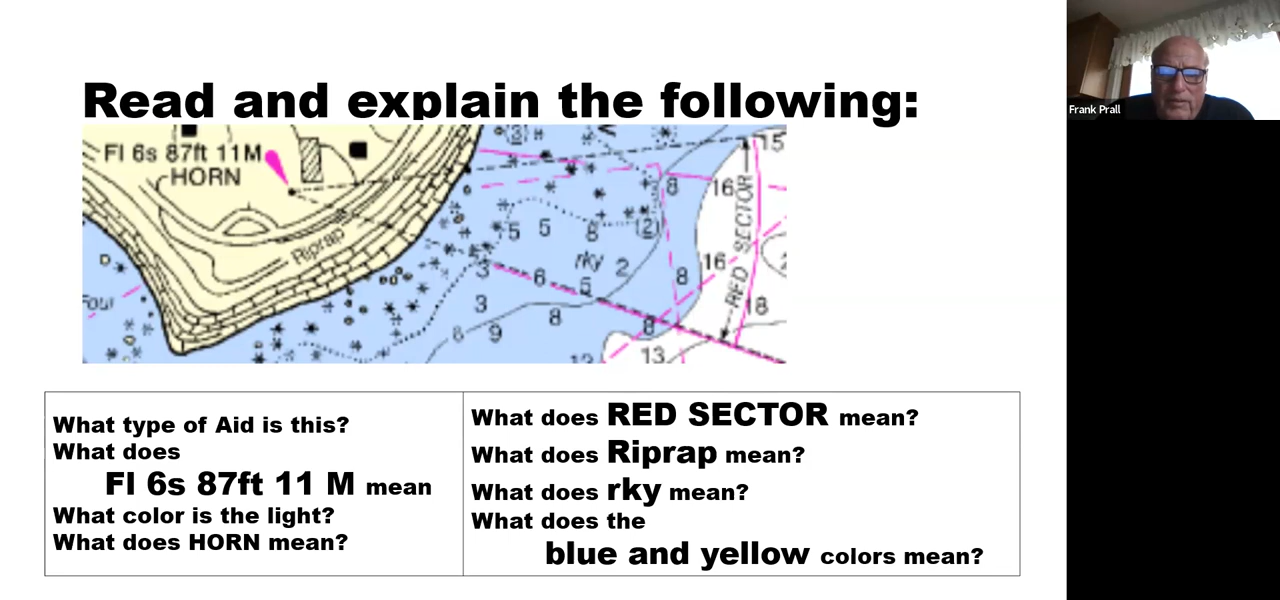 Read and explain the following:
Fl 6s 87ft 11M
HORN
Riprap
(3)
15
8
16
RED SECTOR
5 5 8 (2)
rky 2
16
3
6 5
8
18
3
8 8
6 9
13
What type of Aid is this?
What does
Fl 6s 87ft 11 M mean
What color is the light?
What does HORN mean?
What does RED SECTOR mean?
What does Riprap mean?
What does rky mean?
What does the
blue and yellow colors mean?
Frank Prall